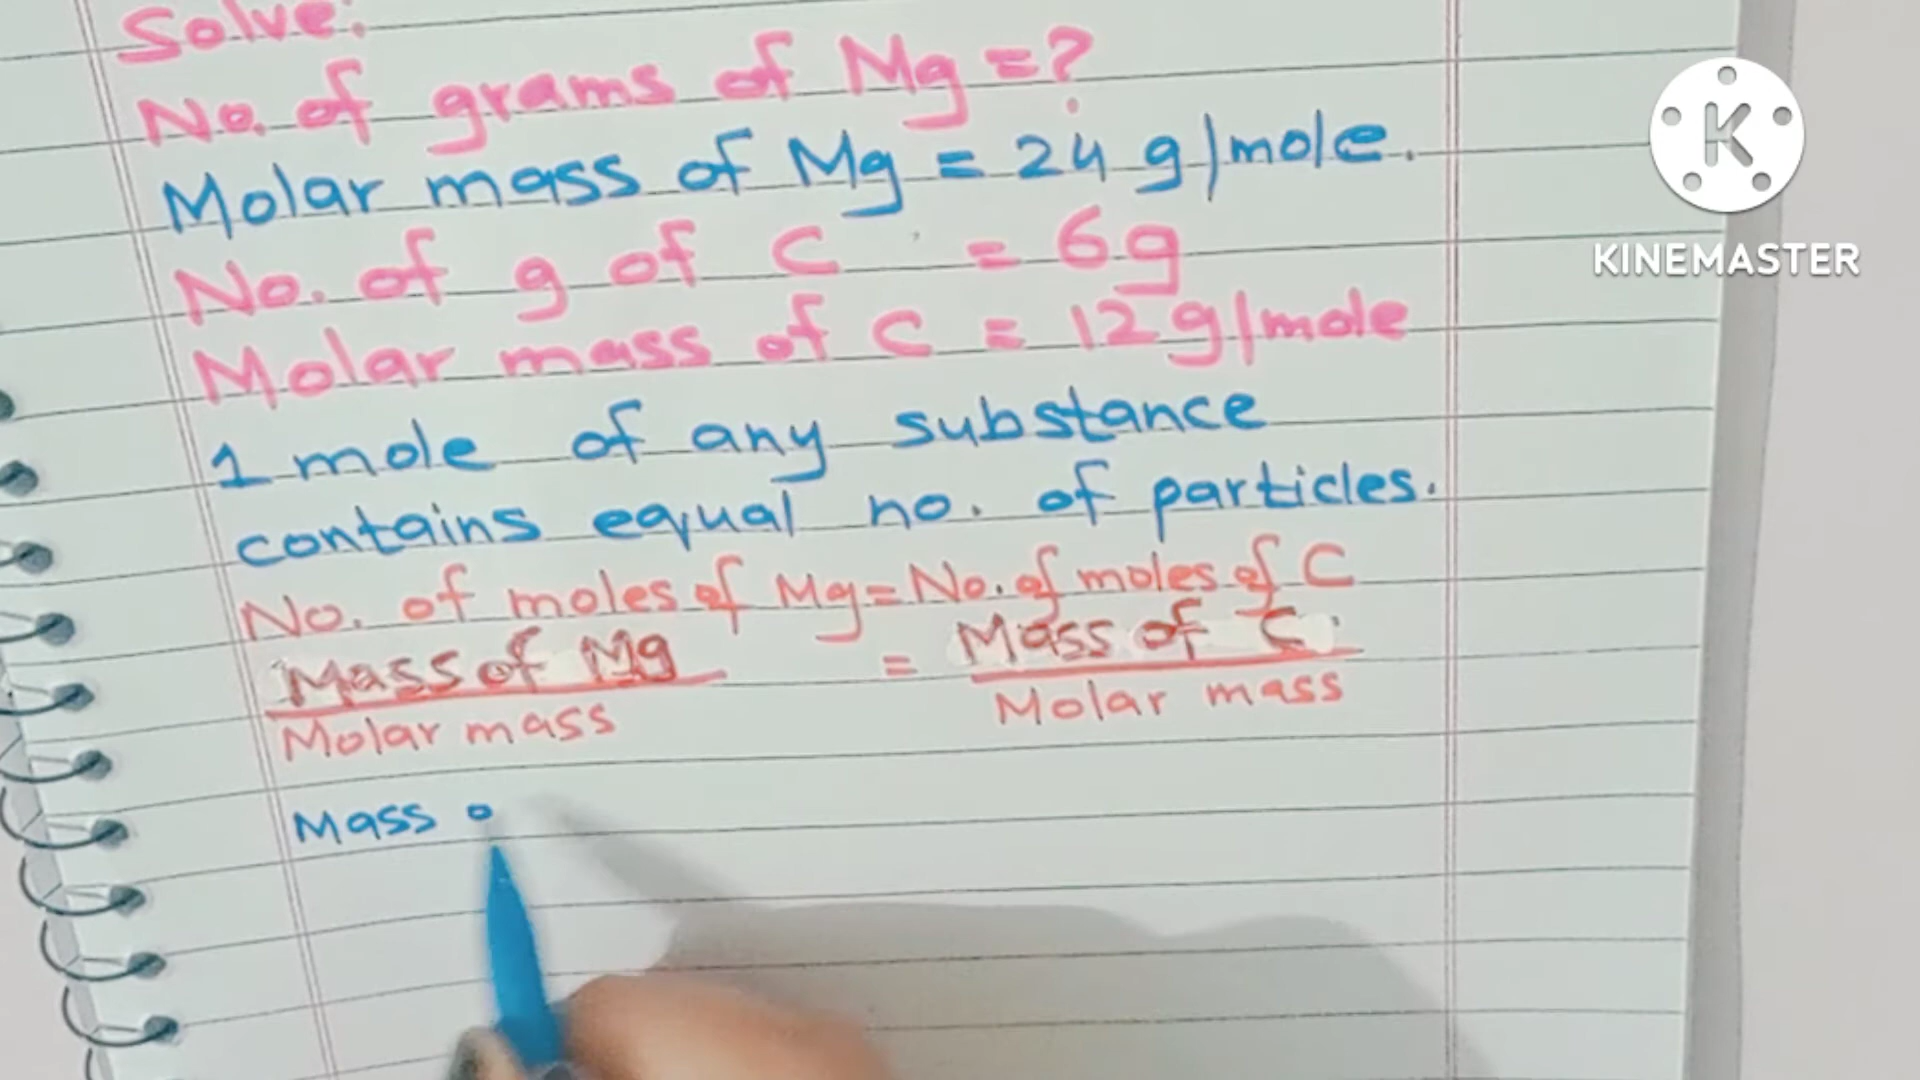 Solve:
No. of grams of Mg = ?
Molar mass of Mg = 24 g/mole.
No. of g of C = 6g
Molar mass of C = 12g/mole
1 mole of any substance
contains equal no. of particles.
No. of moles of Mg = No. of moles of C
Mass of Mg = Mass of C
Molar mass Molar mass
Mass o
KINEMASTER